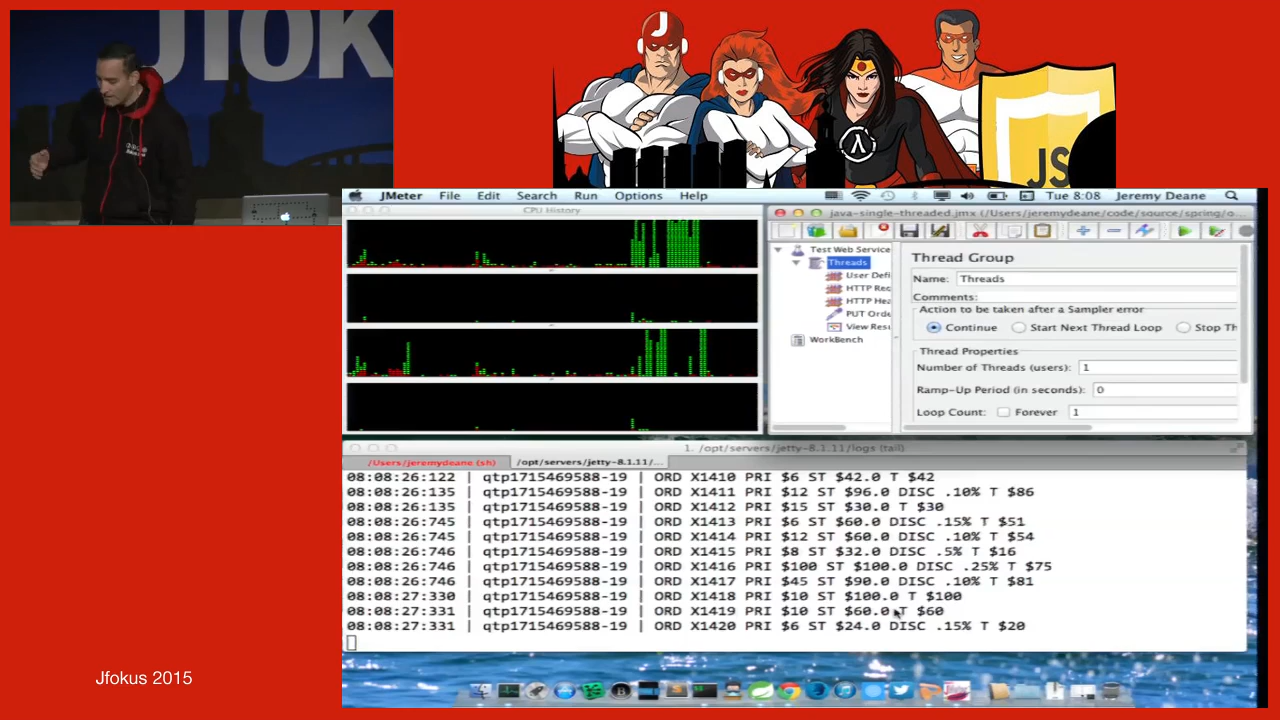 JFOK
J
JS
JMeter File Edit Search Run Options Help Tue 8:08 Jeremy Deane
CPU History
java-single-threaded.jmx (/Users/jeremydeane/code/source/spring/o...
Test Web Service
Threads
User Defi
HTTP Rec
HTTP Hea
PUT Orde
View Resu
WorkBench
Thread Group
Name: Threads
Comments:
Action to be taken after a Sampler error
Continue Start Next Thread Loop Stop Th
Thread Properties
Number of Threads (users): 1
Ramp-Up Period (in seconds): 0
Loop Count: Forever 1
1. /opt/servers/jetty-8.1.11/logs (tail)
/Users/jeremydeane (sh) /opt/servers/jetty-8.1.11/...
08:08:26:122 | qtp1715469588-19 | ORD X1410 PRI $6 ST $42.0 T $42
08:08:26:135 | qtp1715469588-19 | ORD X1411 PRI $12 ST $96.0 DISC .10% T $86
08:08:26:135 | qtp1715469588-19 | ORD X1412 PRI $15 ST $30.0 T $30
08:08:26:745 | qtp1715469588-19 | ORD X1413 PRI $6 ST $60.0 DISC .15% T $51
08:08:26:745 | qtp1715469588-19 | ORD X1414 PRI $12 ST $60.0 DISC .10% T $54
08:08:26:746 | qtp1715469588-19 | ORD X1415 PRI $8 ST $32.0 DISC .5% T $16
08:08:26:746 | qtp1715469588-19 | ORD X1416 PRI $100 ST $100.0 DISC .25% T $75
08:08:26:746 | qtp1715469588-19 | ORD X1417 PRI $45 ST $90.0 DISC .10% T $81
08:08:27:330 | qtp1715469588-19 | ORD X1418 PRI $10 ST $100.0 T $100
08:08:27:331 | qtp1715469588-19 | ORD X1419 PRI $10 ST $60.0 T $60
08:08:27:331 | qtp1715469588-19 | ORD X1420 PRI $6 ST $24.0 DISC .15% T $20
Jfokus 2015